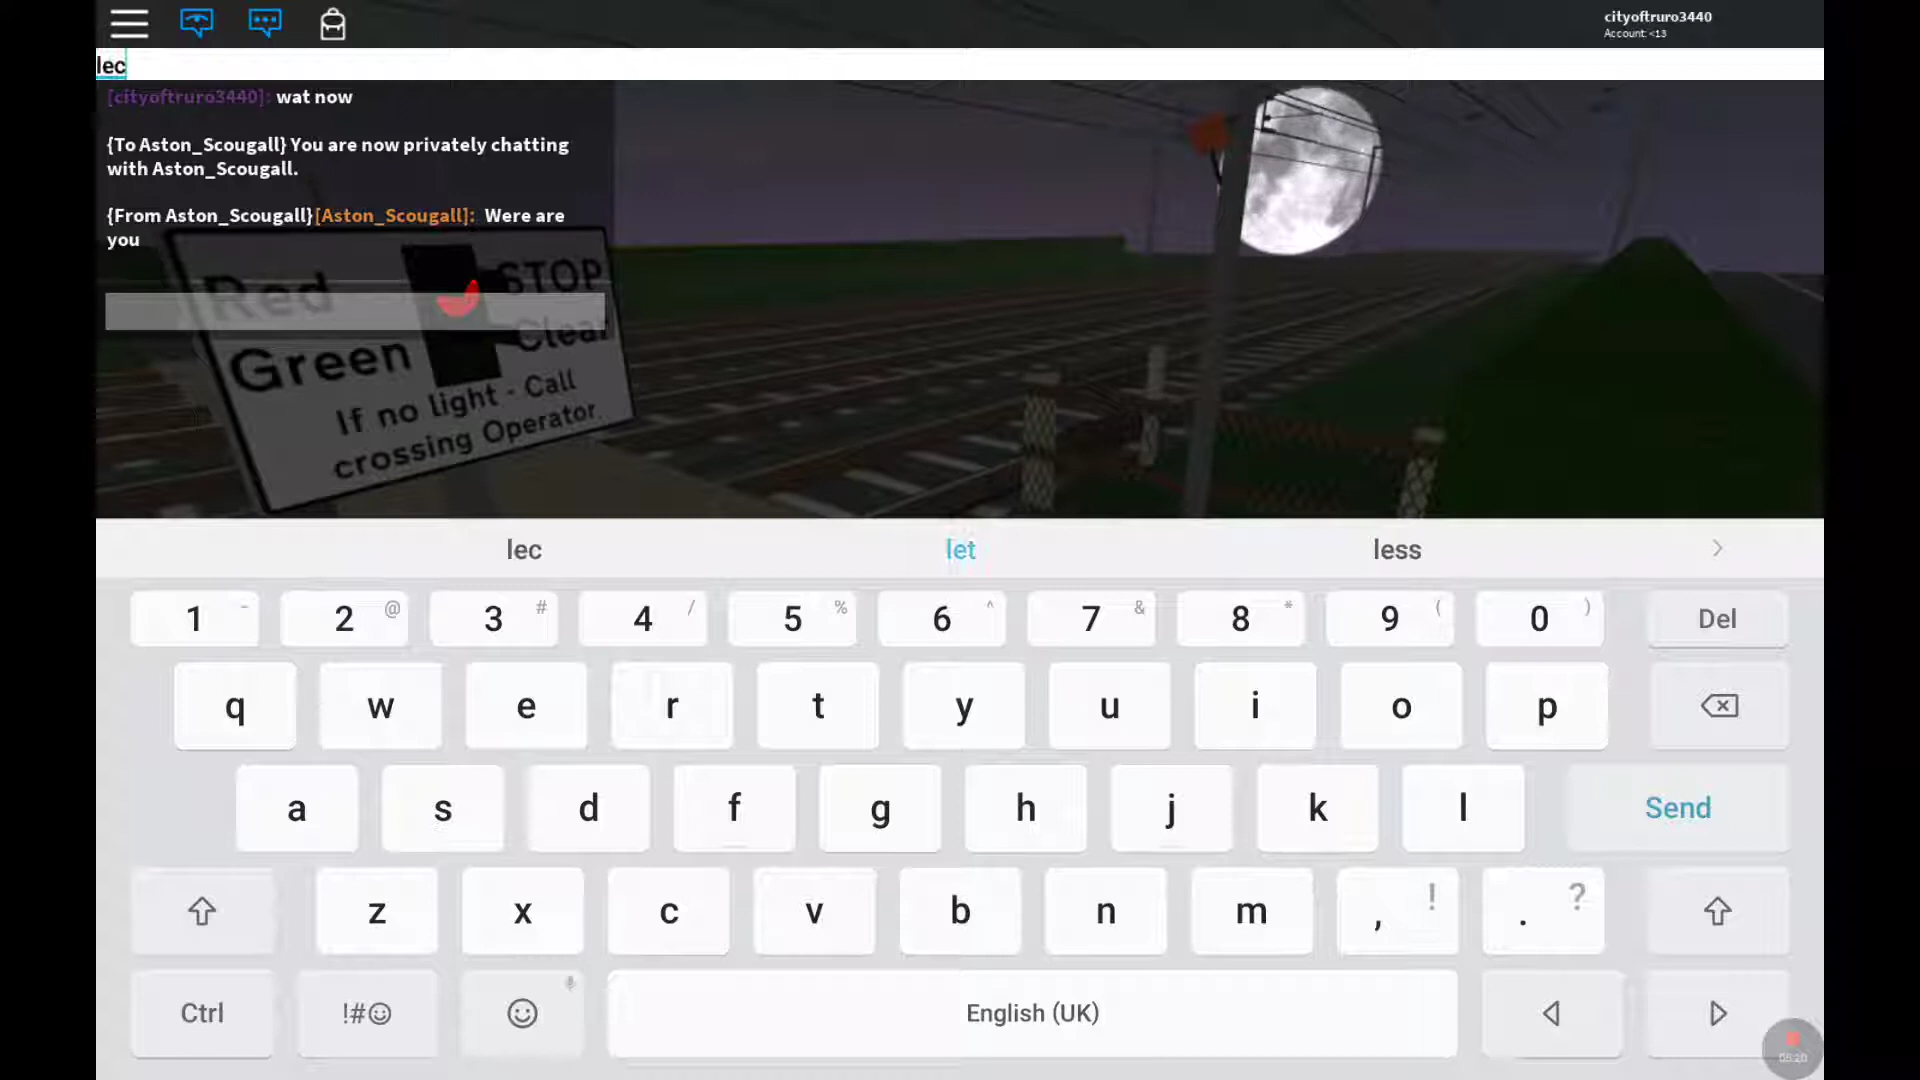 cityoftruro3440
Account: <13
lec
[cityoftruro3440]: wat now
{To Aston_Scougall} You are now privately chatting
with Aston_Scougall.
{From Aston_Scougall}[Aston_Scougall]: Were are
you
Red STOP
Green Clear
If no light - Call
crossing Operator
lec let less
1 - 2 @ 3 # 4 / 5 % 6 ^ 7 & 8 * 9 ( 0 ) Del
q w e r t y u i o p
a s d f g h j k l Send
z x c v b n m , ! . ?
Ctrl !#☺ English (UK)
05:20